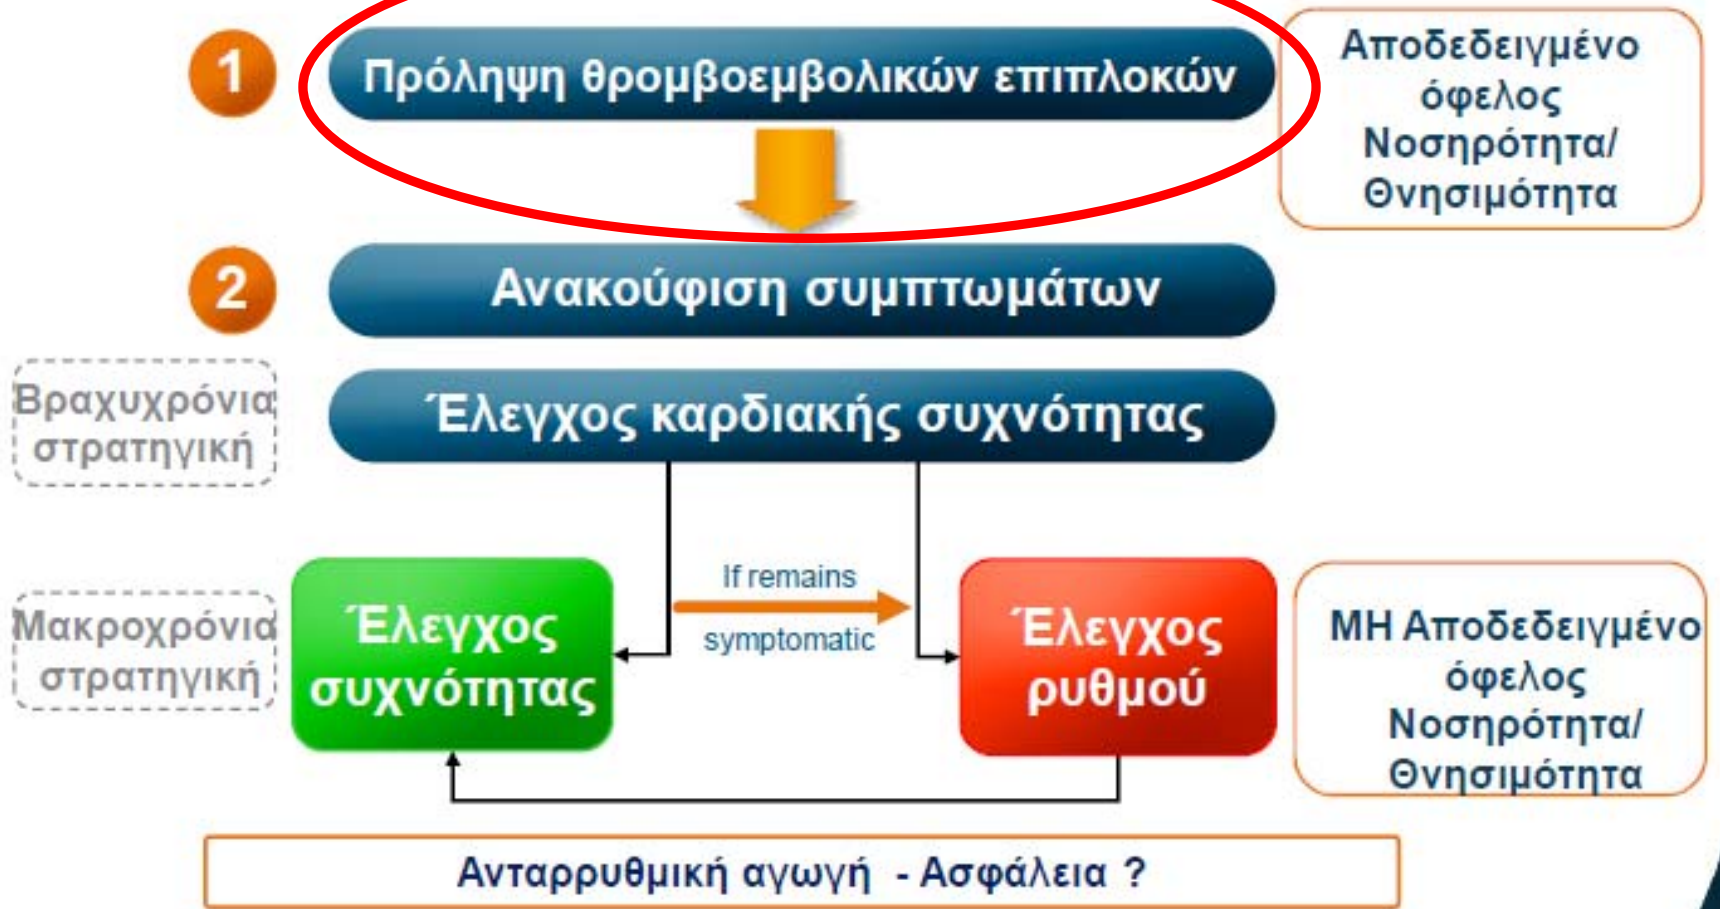 1
Πρόληψη θρομβοεμβολικών επιπλοκών
Αποδεδειγμένο
όφελος
Νοσηρότητα/
Θνησιμότητα
2
Ανακούφιση συμπτωμάτων
Βραχυχρόνια
στρατηγική
Έλεγχος καρδιακής συχνότητας
Μακροχρόνια
στρατηγική
Έλεγχος
συχνότητας
If remains
symptomatic
Έλεγχος
ρυθμού
ΜΗ Αποδεδειγμένο
όφελος
Νοσηρότητα/
Θνησιμότητα
Ανταρρυθμική αγωγή - Ασφάλεια ?